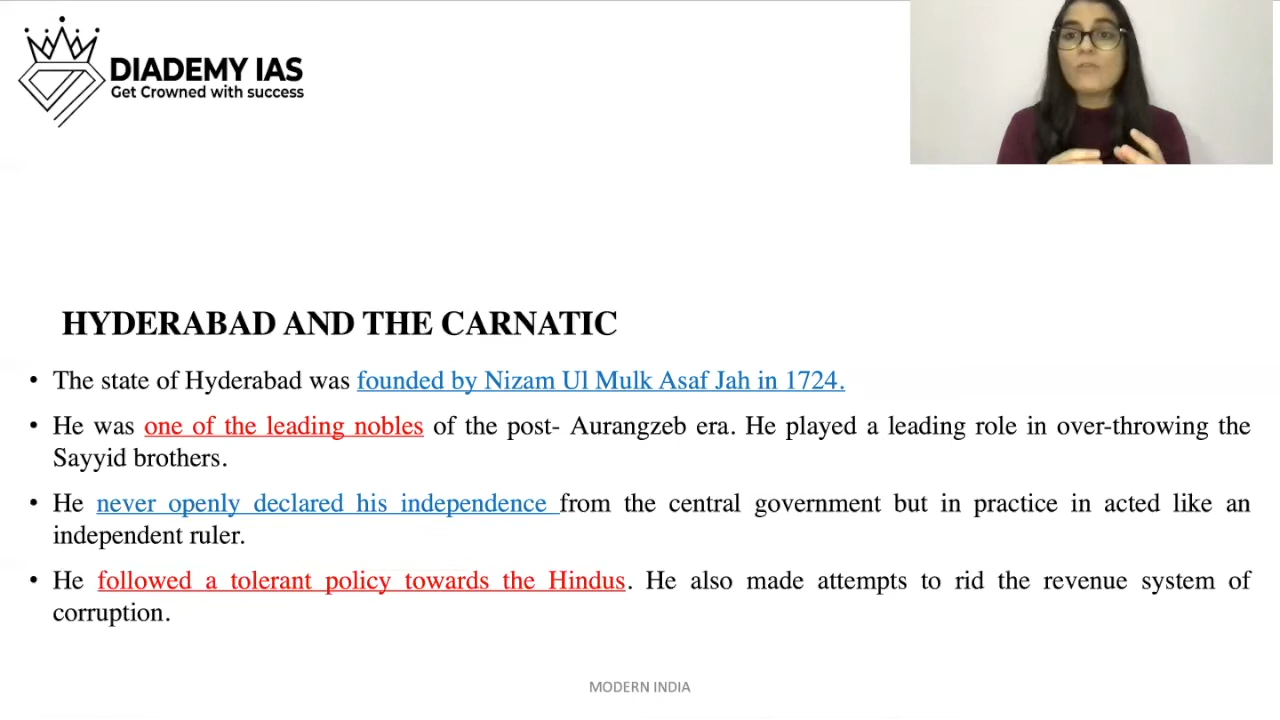 DIADEMY IAS
Get Crowned with success
HYDERABAD AND THE CARNATIC
• The state of Hyderabad was founded by Nizam Ul Mulk Asaf Jah in 1724.
• He was one of the leading nobles of the post- Aurangzeb era. He played a leading role in over-throwing the
Sayyid brothers.
• He never openly declared his independence from the central government but in practice in acted like an
independent ruler.
• He followed a tolerant policy towards the Hindus. He also made attempts to rid the revenue system of
corruption.
MODERN INDIA